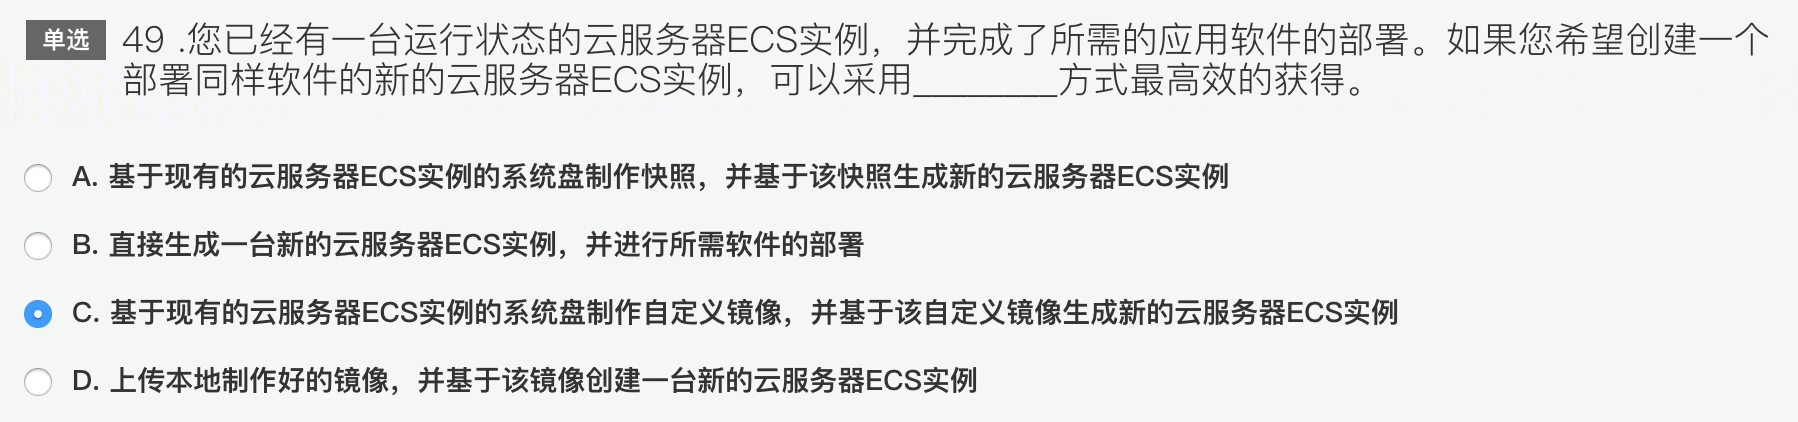 单选 49 .您已经有一台运行状态的云服务器ECS实例，并完成了所需的应用软件的部署。如果您希望创建一个
部署同样软件的新的云服务器ECS实例，可以采用________方式最高效的获得。
A. 基于现有的云服务器ECS实例的系统盘制作快照，并基于该快照生成新的云服务器ECS实例
B. 直接生成一台新的云服务器ECS实例，并进行所需软件的部署
C. 基于现有的云服务器ECS实例的系统盘制作自定义镜像，并基于该自定义镜像生成新的云服务器ECS实例
D. 上传本地制作好的镜像，并基于该镜像创建一台新的云服务器ECS实例